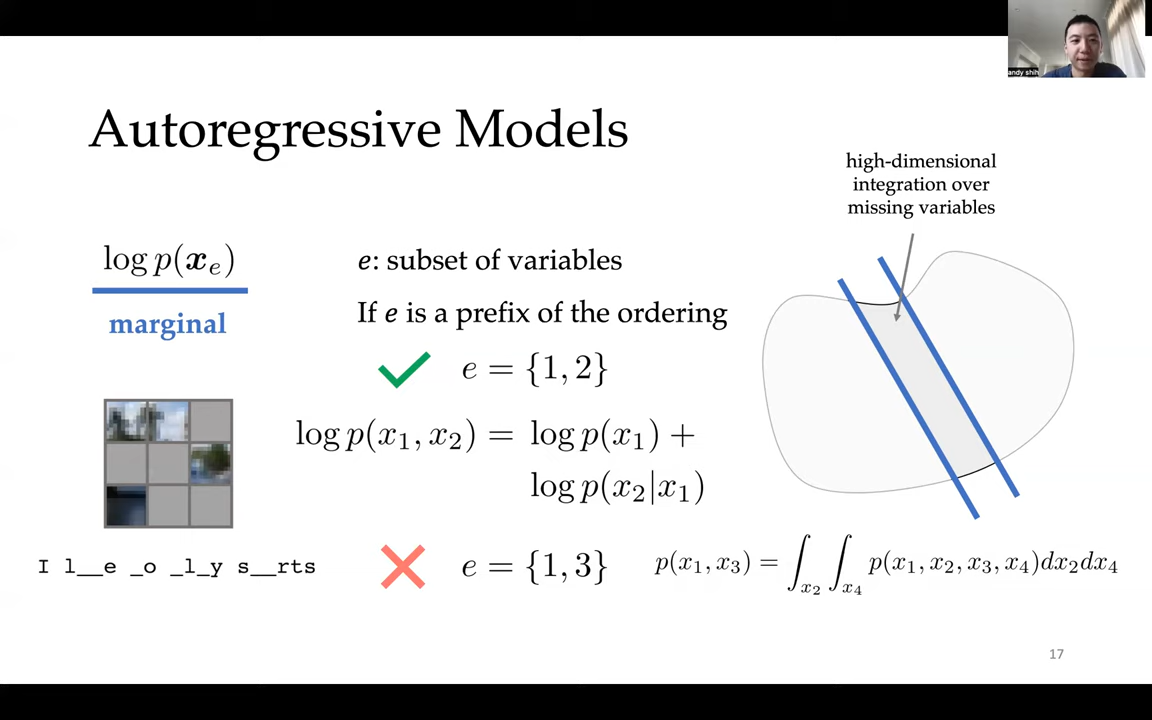 andy shih
Autoregressive Models
high-dimensional
integration over
missing variables
log p(x_e)
marginal
e: subset of variables
If e is a prefix of the ordering
e = {1, 2}
log p(x_1, x_2) = log p(x_1) +
log p(x_2|x_1)
I l__e _o _l_y s__rts
e = {1, 3}
p(x_1, x_3) = ∫_{x_2} ∫_{x_4} p(x_1, x_2, x_3, x_4)dx_2dx_4
17